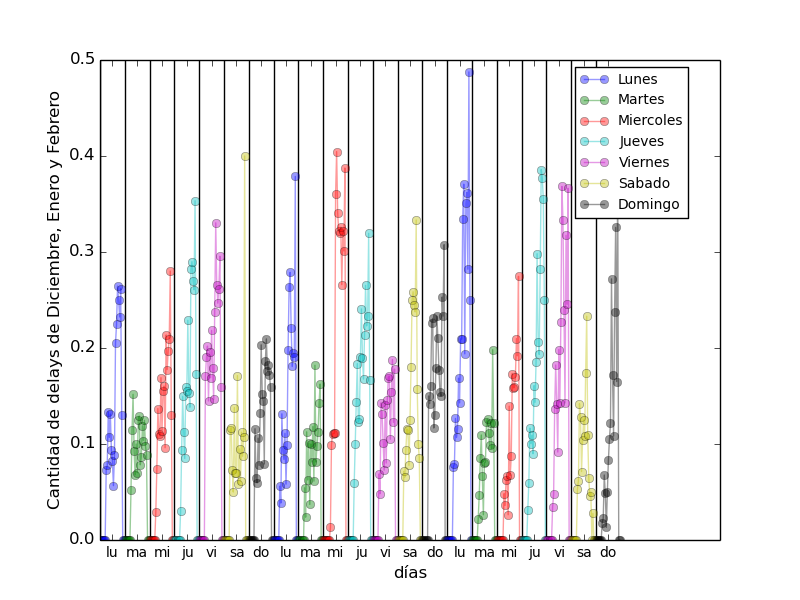 Cantidad de delays de Diciembre, Enero y Febrero
0.5
0.4
0.3
0.2
0.1
0.0
Lunes
Martes
Miercoles
Jueves
Viernes
Sabado
Domingo
lu ma mi ju vi sa do lu ma mi ju vi sa do lu ma mi ju vi sa do
días